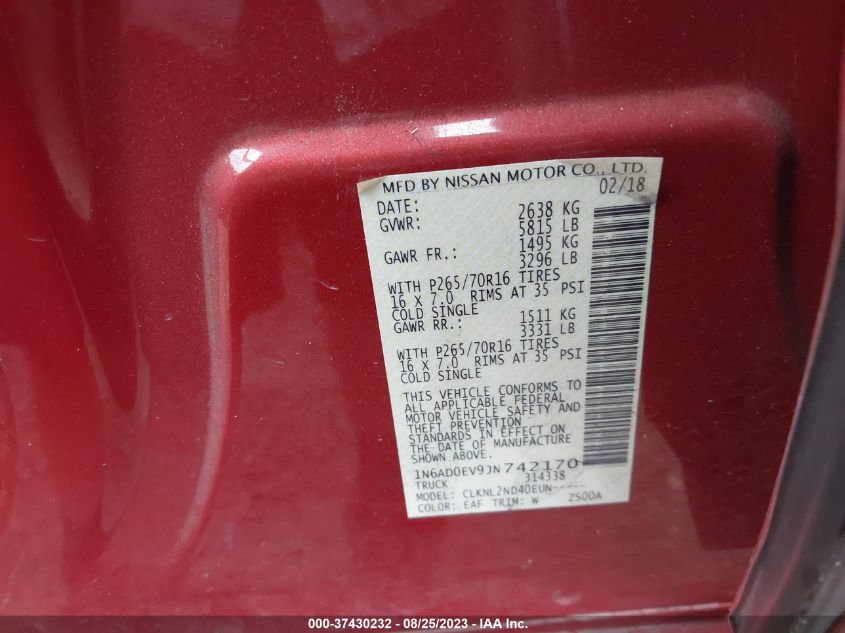 MFD BY NISSAN MOTOR CO., LTD.
DATE: 02/18
GVWR: 2638 KG
5815 LB
GAWR FR.: 1495 KG
3296 LB
WITH P265/70R16 TIRES
16 X 7.0 RIMS AT 35 PSI
COLD SINGLE
GAWR RR.: 1511 KG
3331 LB
WITH P265/70R16 TIRES
16 X 7.0 RIMS AT 35 PSI
COLD SINGLE
THIS VEHICLE CONFORMS TO
ALL APPLICABLE FEDERAL
MOTOR VEHICLE SAFETY AND
THEFT PREVENTION
STANDARDS IN EFFECT ON
THE DATE OF MANUFACTURE
SHOWN ABOVE.
1N6AD0EV9JN742170
TRUCK 314338
MODEL: CLKNL2ND40EUN-----
COLOR: EAF TRIM: W 2S00A
000-37430232 - 08/25/2023 - IAA Inc.